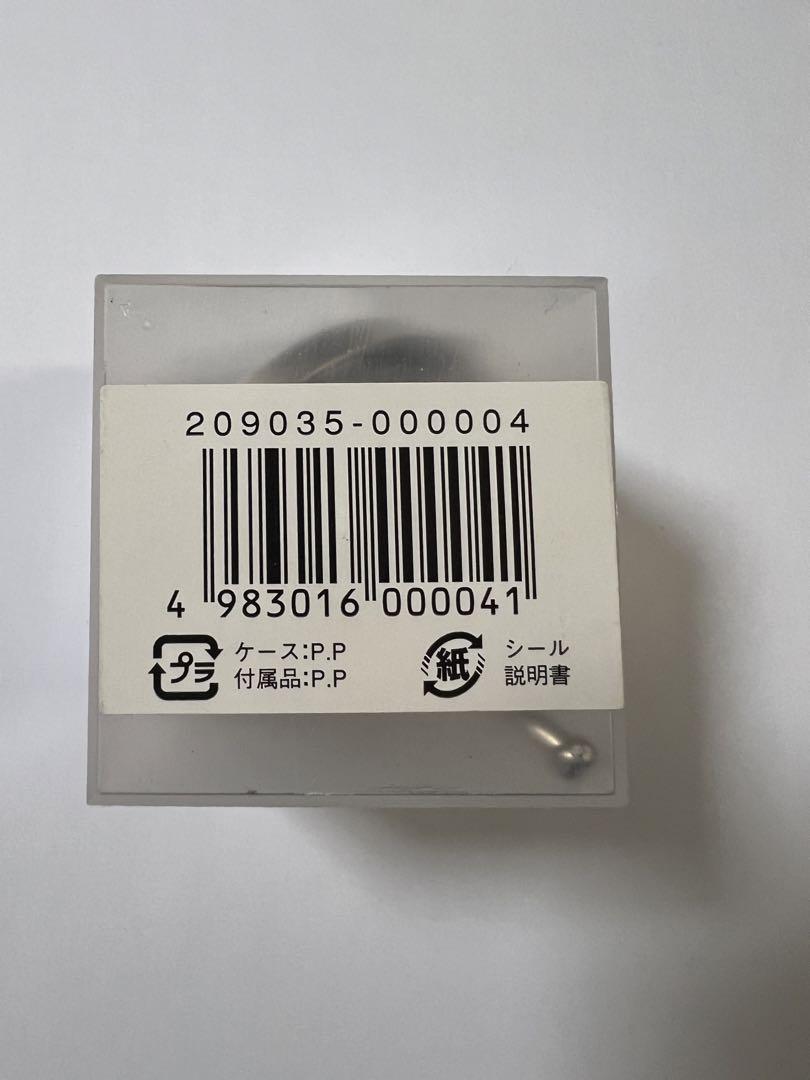 209035-000004
4 983016 000041
プラ
ケース:P.P
付属品:P.P
紙
シール
説明書